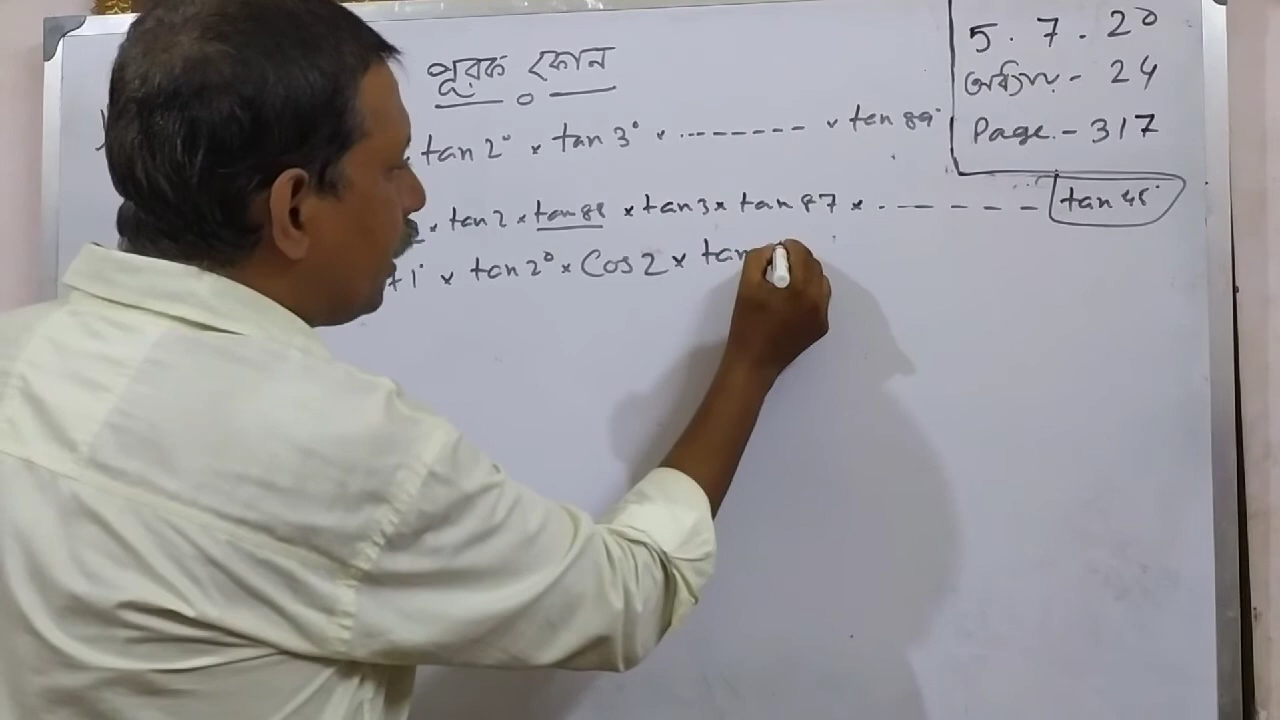 পূরক কোন
5 . 7 . 20
অধ্যায় - 24
Page - 317
tan 2° × tan 3° × -------- × tan 89°
× tan 2 × tan 88 × tan 3 × tan 87 × - - - - - - tan 45°
t 1° × tan 2° × Cos 2 × tan